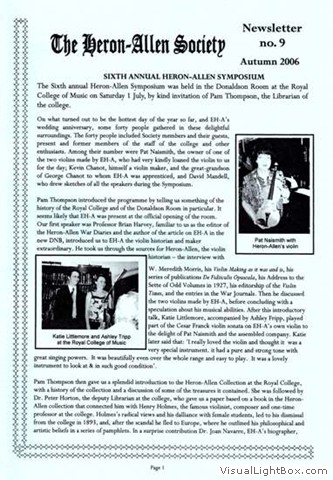 The Heron-Allen Society
Newsletter
no. 9
Autumn 2006
SIXTH ANNUAL HERON-ALLEN SYMPOSIUM
The Sixth annual Heron-Allen Symposium was held in the Donaldson Room at the Royal
College of Music on Saturday 1 July, by kind invitation of Pam Thompson, the Librarian of
the college.
On what turned out to be the hottest day of the year so far, and EH-A's
wedding anniversary, some forty people gathered in these delightful
surroundings. The forty people included Society members and their guests,
present and former members of the staff of the college and other
enthusiasts. Among their number were Pat Naismith, the owner of one of
the two violins made by EH-A, who had very kindly loaned the violin to us
for the day; Kevin Chanot, himself a violin maker, and the great-grandson
of George Chanot to whom EH-A was apprenticed, and David Mandell,
who drew sketches of all the speakers during the Symposium.
Pat Naismith with
Heron-Allen's violin
Pam Thompson introduced the programme by telling us something of the
history of the Royal College and of the Donaldson Room in particular. It
seems likely that EH-A was present at the official opening of the room.
Our first speaker was Professor Brian Harvey, familiar to us as the editor of
the Heron-Allen War Diaries and the author of the article on EH-A in the
new DNB, introduced us to EH-A the violin historian and maker
extraordinary. He took us through the sources for Heron-Allen, the violin
historian – the interview with
W. Meredith Morris, his Violin Making as it was and is, his
series of publications De Fidiculis Opuscula, his Address to the
Sette of Odd Volumes in 1927, his editorship of the Violin
Times, and the entries in the War Journals. Then he discussed
the two violins made by EH-A, before concluding with a
speculation about his musical abilities. After this introductory
talk, Katie Littlemore, accompanied by Ashley Tripp, played
part of the Cesar Franck violin sonata on EH-A's own violin to
the delight of Pat Naismith and the assembled company. Katie
later said that: 'I really loved the violin and thought it was a
very special instrument. it had a pure and strong tone with
Katie Littlemore and Ashley Tripp
at the Royal College of Music
great singing powers. It was beautifully even over the whole range and easy to play. It was a lovely
instrument to look at & in such good condition'.
Pam Thompson then gave us a splendid introduction to the Heron-Allen Collection at the Royal College,
with a history of the collection and a discussion of some of the treasures it contained. She was followed by
Dr. Peter Horton, the deputy Librarian at the college, who gave us a paper based on a book in the Heron-
Allen collection that connected him with Henry Holmes, the famous violinist, composer and one-time
professor at the college. Holmes's radical views and his dalliance with female students, led to his dismissal
from the college in 1893, and, after the scandal he fled to Europe, where he outlined his philosophical and
artistic beliefs in a series of pamphlets. In a surprise contribution Dr. Joan Navarre, EH-A's biographer,
Page 1
VisualLightBox.com